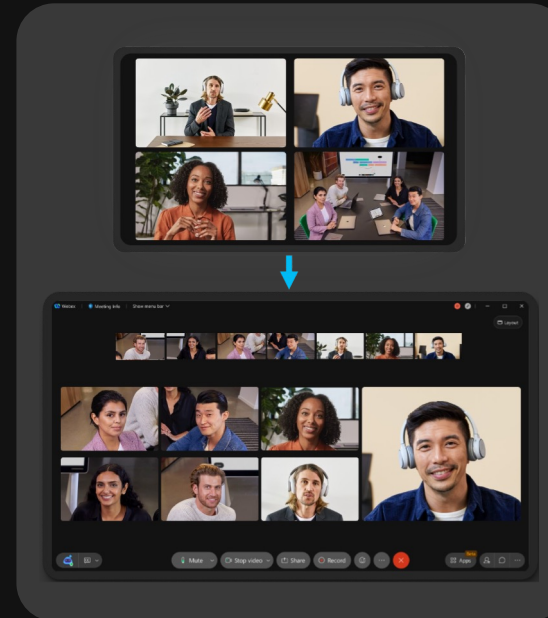 Webex
Meeting info
Show menu bar
Layout
Mute
Stop video
Share
Record
New
Apps